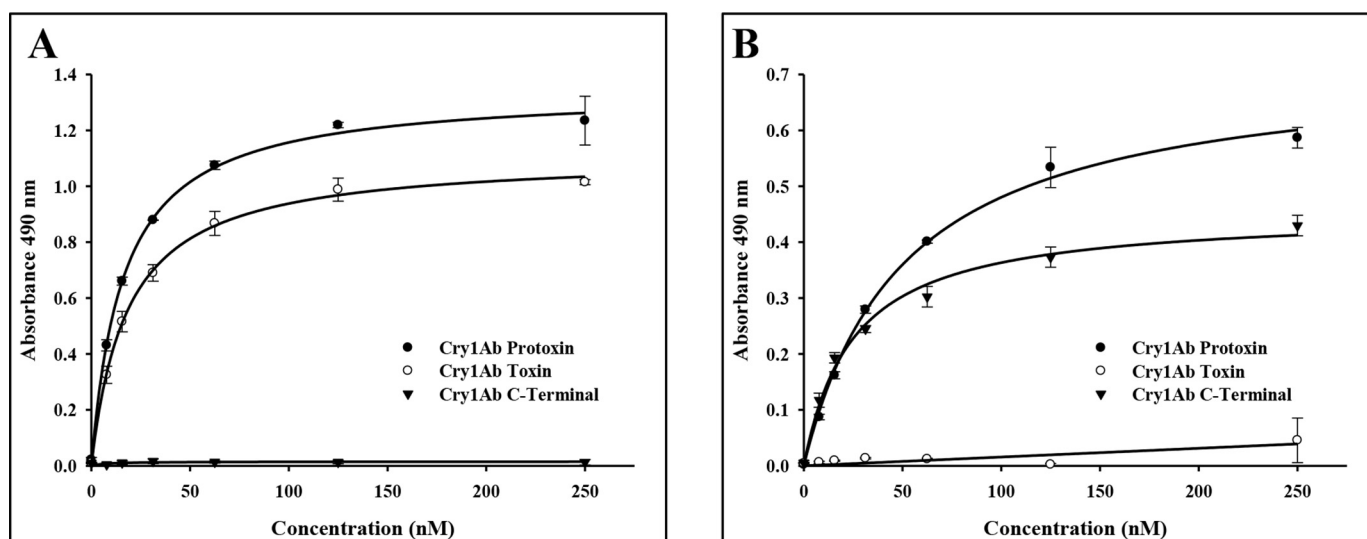 A
1.4
1.2
1.0
0.8
0.6
0.4
0.2
0.0
Absorbance 490 nm
Cry1Ab Protoxin
Cry1Ab Toxin
Cry1Ab C-Terminal
0 50 100 150 200 250
Concentration (nM)
B
0.7
0.6
0.5
0.4
0.3
0.2
0.1
0.0
Absorbance 490 nm
Cry1Ab Protoxin
Cry1Ab Toxin
Cry1Ab C-Terminal
0 50 100 150 200 250
Concentration (nM)